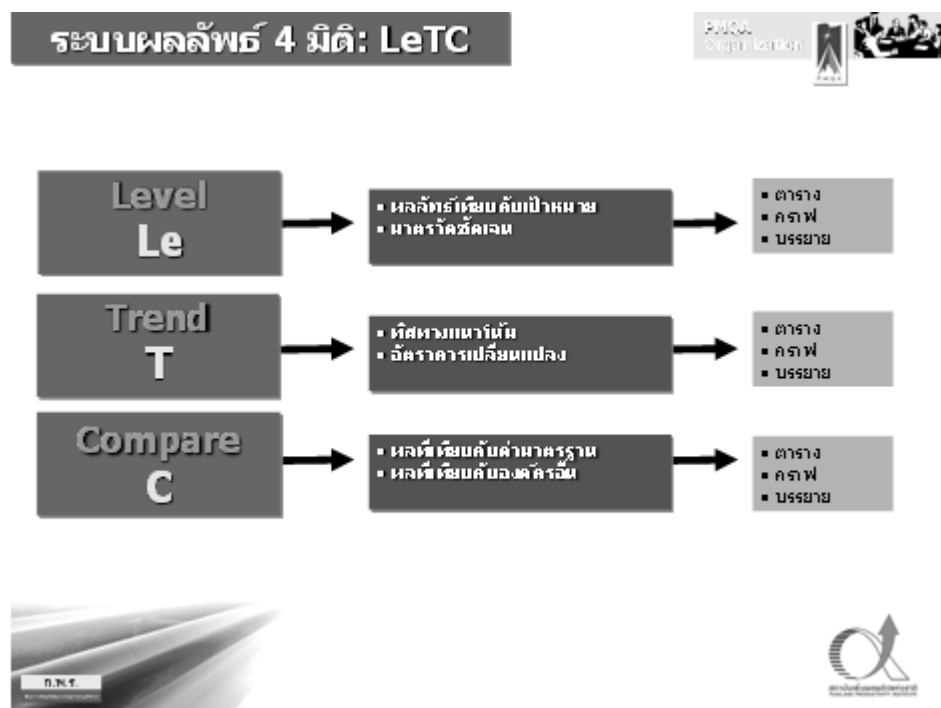 ระบบผลลัพธ์ 4 มิติ: LeTC
PMQA
Organization
Level
Le
▪ ผลลัพธ์เทียบกับเป้าหมาย
▪ มาตรวัดชัดเจน
▪ ตาราง
▪ กราฟ
▪ บรรยาย
Trend
T
▪ ทิศทางแนวโน้ม
▪ อัตราการเปลี่ยนแปลง
▪ ตาราง
▪ กราฟ
▪ บรรยาย
Compare
C
▪ ผลที่เทียบกับค่ามาตรฐาน
▪ ผลที่เทียบกับองค์กรอื่น
▪ ตาราง
▪ กราฟ
▪ บรรยาย
ก.พ.ร.